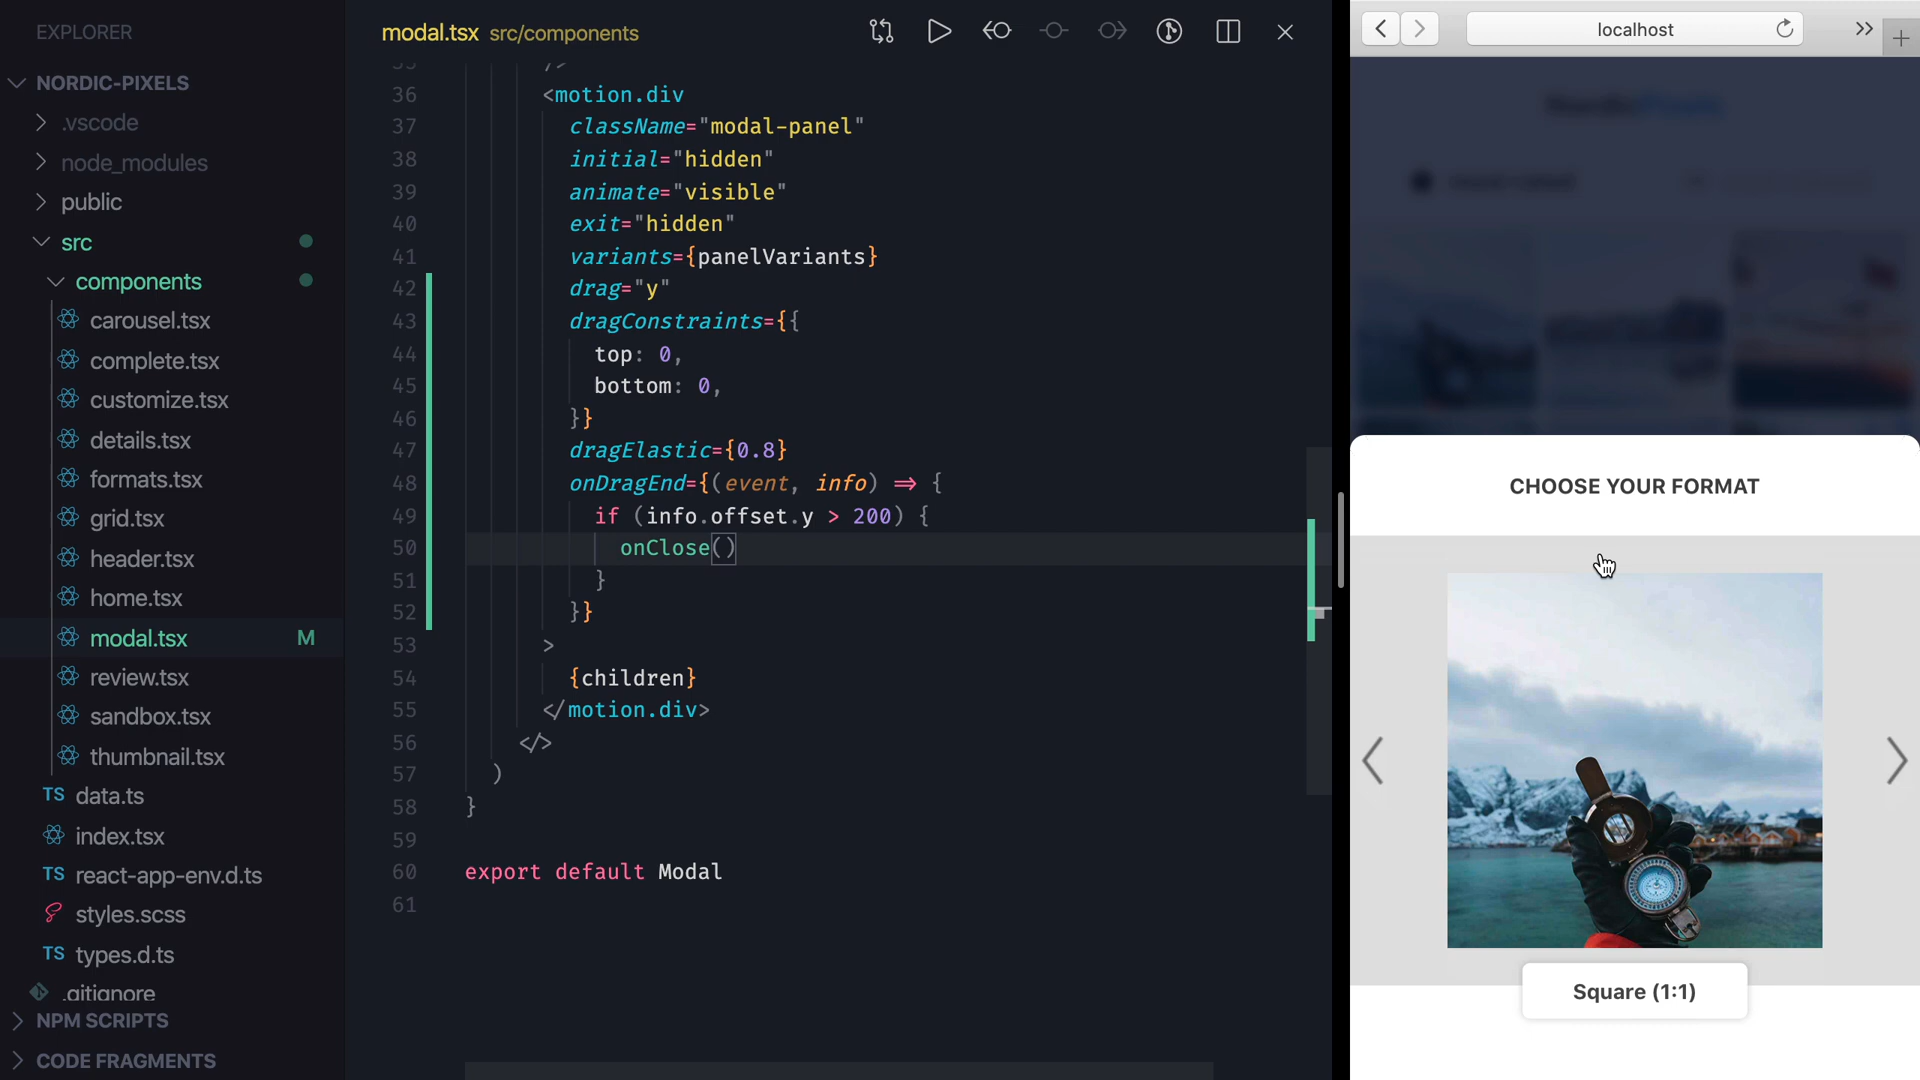 EXPLORER
NORDIC-PIXELS
.vscode
node_modules
public
src
components
carousel.tsx
complete.tsx
customize.tsx
details.tsx
formats.tsx
grid.tsx
header.tsx
home.tsx
modal.tsx M
review.tsx
sandbox.tsx
thumbnail.tsx
TS data.ts
index.tsx
TS react-app-env.d.ts
styles.scss
TS types.d.ts
.gitignore
NPM SCRIPTS
CODE FRAGMENTS
modal.tsx src/components
35 />
36 <motion.div
37 className="modal-panel"
38 initial="hidden"
39 animate="visible"
40 exit="hidden"
41 variants={panelVariants}
42 drag="y"
43 dragConstraints={{
44 top: 0,
45 bottom: 0,
46 }}
47 dragElastic={0.8}
48 onDragEnd={(event, info) => {
49 if (info.offset.y > 200) {
50 onClose()
51 }
52 }}
53 >
54 {children}
55 </motion.div>
56 </>
57 )
58 }
59
60 export default Modal
61
localhost
NordicPixels
CHOOSE YOUR FORMAT
Square (1:1)